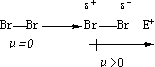 s⁺ s⁻
Br—Br Br—Br E⁺
u = 0 u > 0